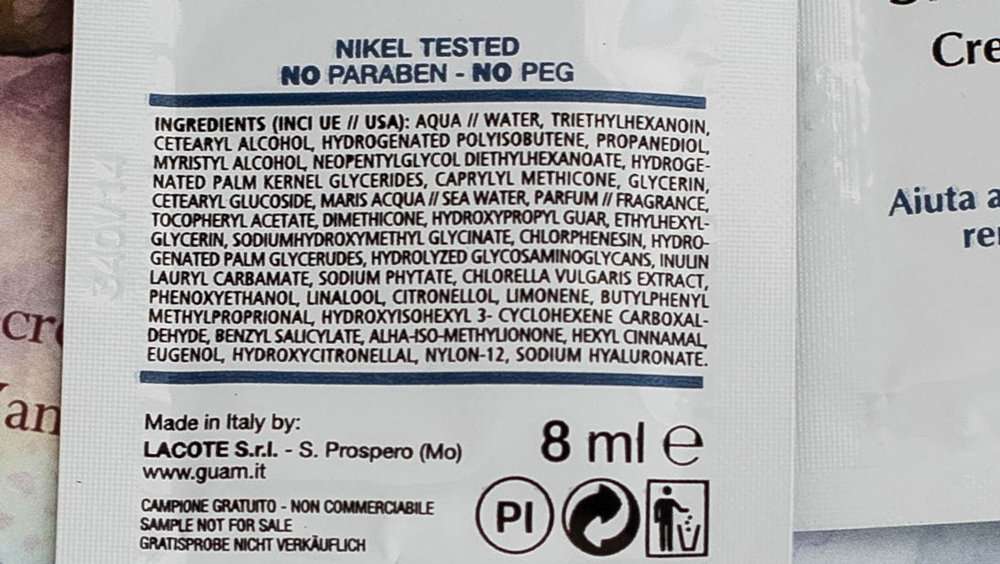 NIKEL TESTED
NO PARABEN - NO PEG
INGREDIENTS (INCI UE // USA): AQUA // WATER, TRIETHYLHEXANOIN,
CETEARYL ALCOHOL, HYDROGENATED POLYISOBUTENE, PROPANEDIOL,
MYRISTYL ALCOHOL, NEOPENTYLGLYCOL DIETHYLHEXANOATE, HYDROGE-
NATED PALM KERNEL GLYCERIDES, CAPRYLYL METHICONE, GLYCERIN,
CETEARYL GLUCOSIDE, MARIS ACQUA // SEA WATER, PARFUM // FRAGRANCE,
TOCOPHERYL ACETATE, DIMETHICONE, HYDROXYPROPYL GUAR, ETHYLHEXYL-
GLYCERIN, SODIUMHYDROXYMETHYL GLYCINATE, CHLORPHENESIN, HYDRO-
GENATED PALM GLYCERUDES, HYDROLYZED GLYCOSAMINOGLYCANS, INULIN
LAURYL CARBAMATE, SODIUM PHYTATE, CHLORELLA VULGARIS EXTRACT,
PHENOXYETHANOL, LINALOOL, CITRONELLOL, LIMONENE, BUTYLPHENYL
METHYLPROPRIONAL, HYDROXYISOHEXYL 3- CYCLOHEXENE CARBOXAL-
DEHYDE, BENZYL SALICYLATE, ALHA-ISO-METHYLIONONE, HEXYL CINNAMAL,
EUGENOL, HYDROXYCITRONELLAL, NYLON-12, SODIUM HYALURONATE.
Made in Italy by:
LACOTE S.r.l. - S. Prospero (Mo)
www.guam.it
8 ml e
CAMPIONE GRATUITO - NON COMMERCIABILE
SAMPLE NOT FOR SALE
GRATISPROBE NICHT VERKÄUFLICH
PI
Cre
Aiuta a
re
cr
an